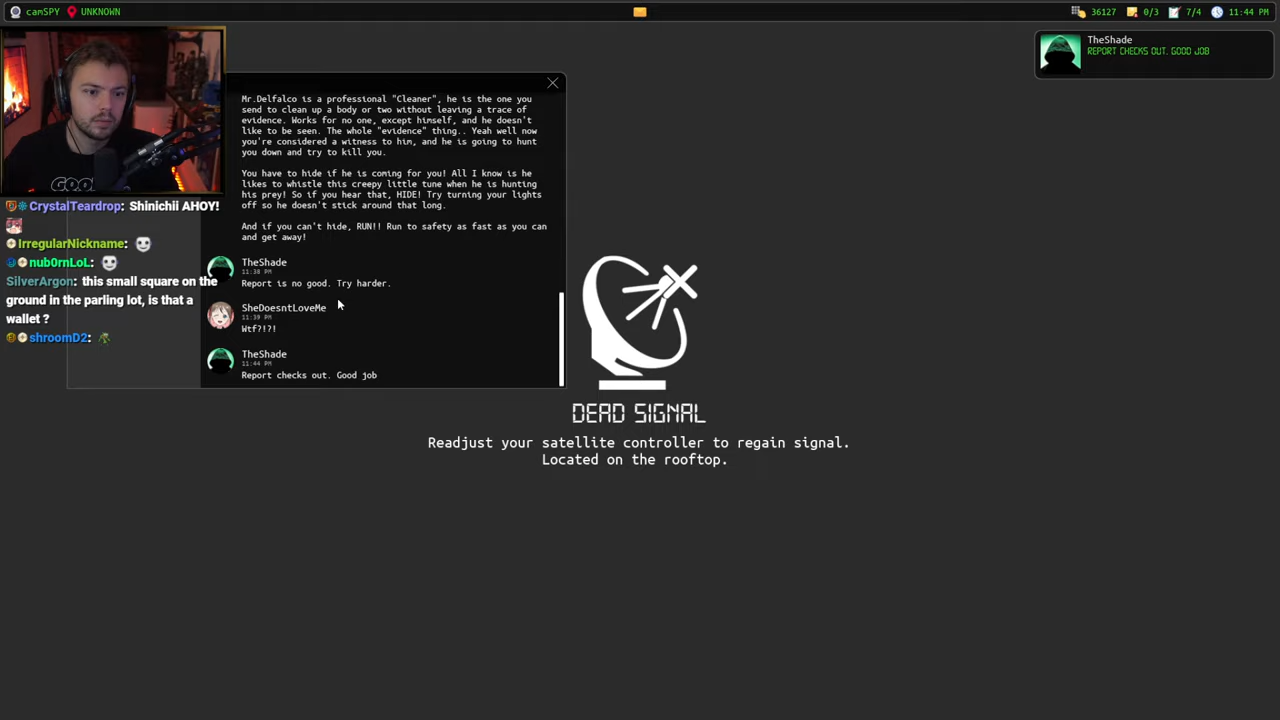 camSPY UNKNOWN
36127 0/3 7/4 11:44 PM
TheShade
REPORT CHECKS OUT. GOOD JOB
Mr.Delfalco is a professional "Cleaner", he is the one you
send to clean up a body or two without leaving a trace of
evidence. Works for no one, except himself, and he doesn't
like to be seen. The whole "evidence" thing.. Yeah well now
you're considered a witness to him, and he is going to hunt
you down and try to kill you.
You have to hide if he is coming for you! All I know is he
likes to whistle this creepy little tune when he is hunting
his prey! So if you hear that, HIDE! Try turning your lights
off so he doesn't stick around that long.
And if you can't hide, RUN!! Run to safety as fast as you can
and get away!
TheShade
11:38 PM
Report is no good. Try harder.
SheDoesntLoveMe
11:39 PM
Wtf?!?!
TheShade
11:44 PM
Report checks out. Good job
CrystalTeardrop: Shinichii AHOY!
IrregularNickname:
nub0rnLoL:
SilverArgon: this small square on the
ground in the parling lot, is that a
wallet ?
shroomD2:
DEAD SIGNAL
Readjust your satellite controller to regain signal.
Located on the rooftop.